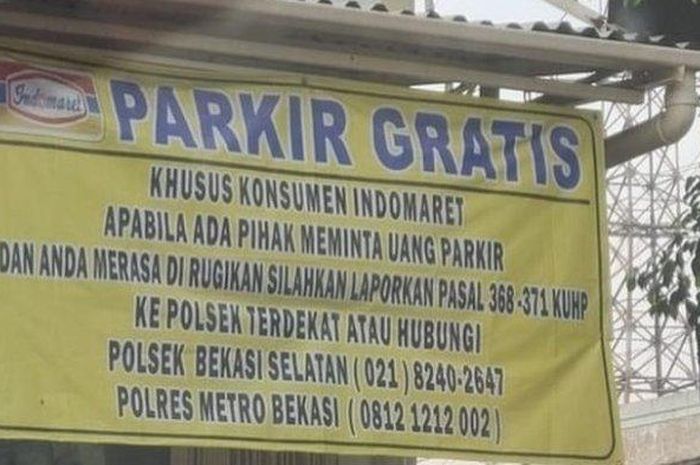 Indomaret
PARKIR GRATIS
KHUSUS KONSUMEN INDOMARET
APABILA ADA PIHAK MEMINTA UANG PARKIR
DAN ANDA MERASA DI RUGIKAN SILAHKAN LAPORKAN PASAL 368-371 KUHP
KE POLSEK TERDEKAT ATAU HUBUNGI
POLSEK BEKASI SELATAN ( 021 ) 8240-2647
POLRES METRO BEKASI ( 0812 1212 002 )